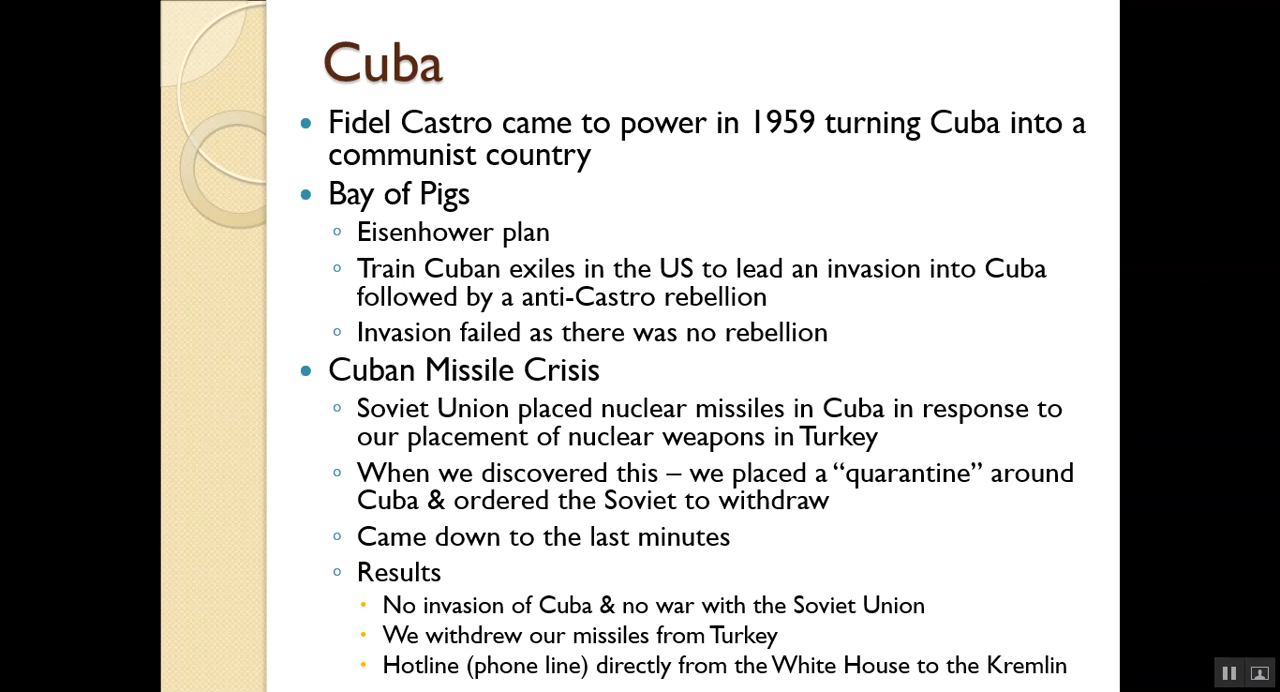 Cuba
• Fidel Castro came to power in 1959 turning Cuba into a
communist country
• Bay of Pigs
◦ Eisenhower plan
◦ Train Cuban exiles in the US to lead an invasion into Cuba
followed by a anti-Castro rebellion
◦ Invasion failed as there was no rebellion
• Cuban Missile Crisis
◦ Soviet Union placed nuclear missiles in Cuba in response to
our placement of nuclear weapons in Turkey
◦ When we discovered this – we placed a “quarantine” around
Cuba & ordered the Soviet to withdraw
◦ Came down to the last minutes
◦ Results
• No invasion of Cuba & no war with the Soviet Union
• We withdrew our missiles from Turkey
• Hotline (phone line) directly from the White House to the Kremlin